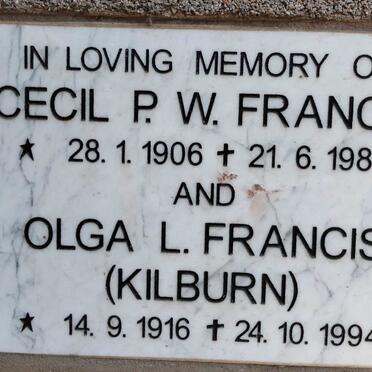 IN LOVING MEMORY O
CECIL P. W. FRANC
★ 28. 1. 1906 ✝ 21. 6. 198
AND
OLGA L. FRANCIS
(KILBURN)
★ 14. 9. 1916 ✝ 24. 10. 1994